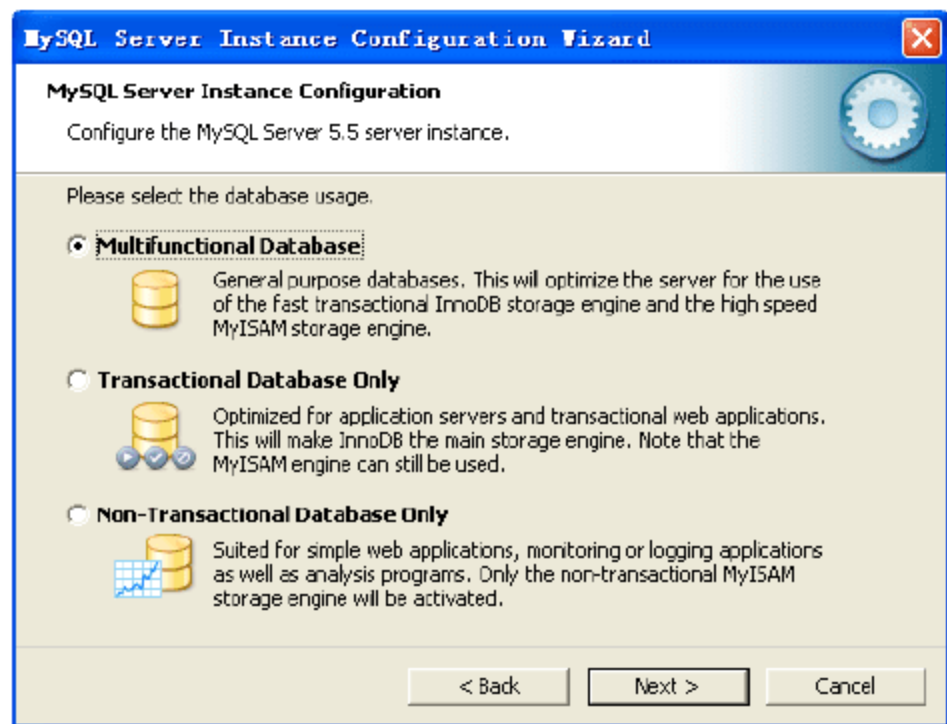 MySQL Server Instance Configuration Wizard
MySQL Server Instance Configuration
Configure the MySQL Server 5.5 server instance.
Please select the database usage.
Multifunctional Database
General purpose databases. This will optimize the server for the use
of the fast transactional InnoDB storage engine and the high speed
MyISAM storage engine.
Transactional Database Only
Optimized for application servers and transactional web applications.
This will make InnoDB the main storage engine. Note that the
MyISAM engine can still be used.
Non-Transactional Database Only
Suited for simple web applications, monitoring or logging applications
as well as analysis programs. Only the non-transactional MyISAM
storage engine will be activated.
< Back
Next >
Cancel